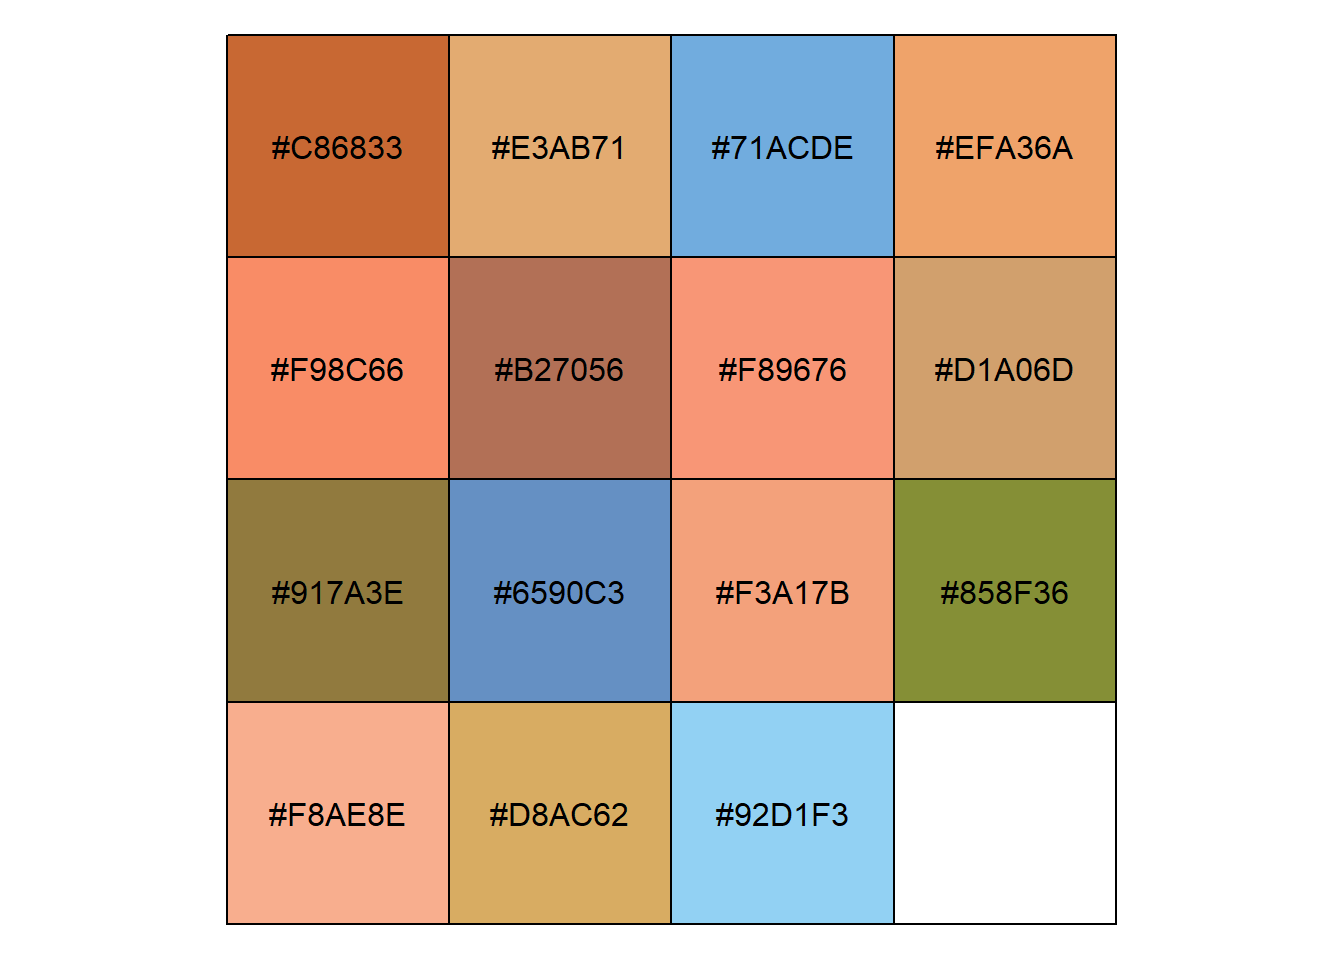 #C86833 #E3AB71 #71ACDE #EFA36A
#F98C66 #B27056 #F89676 #D1A06D
#917A3E #6590C3 #F3A17B #858F36
#F8AE8E #D8AC62 #92D1F3